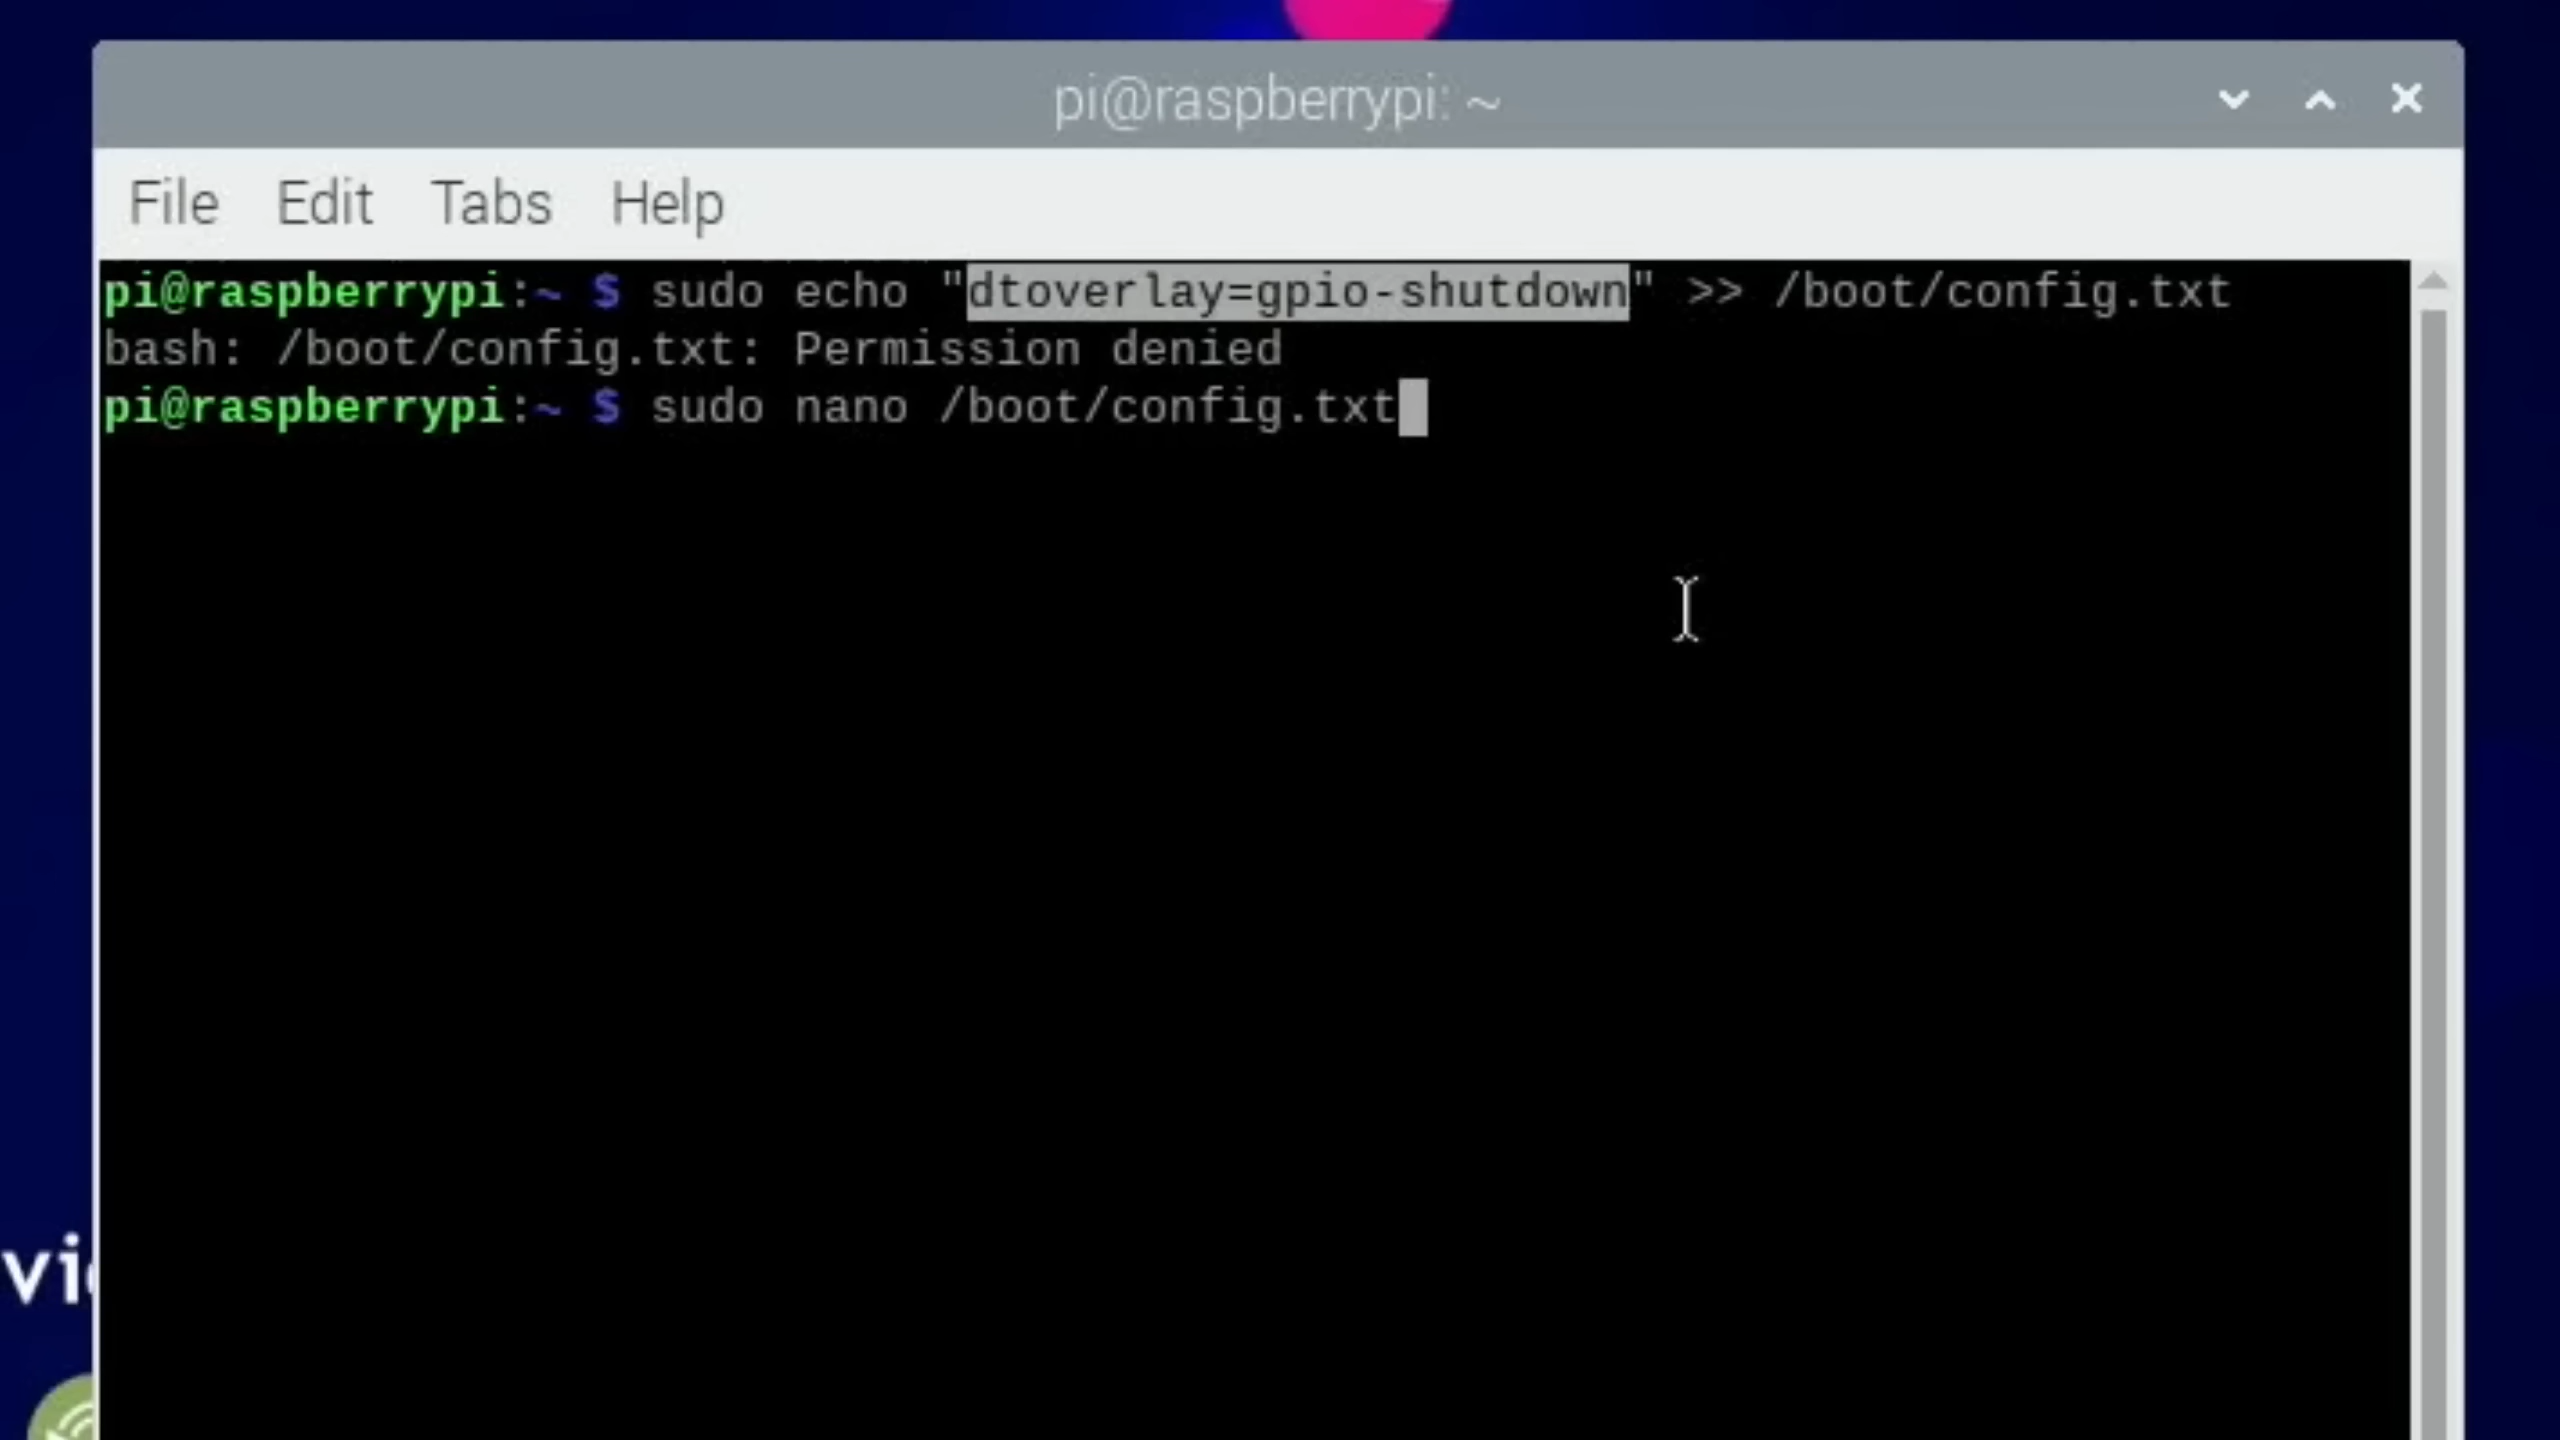 pi@raspberrypi: ~
File Edit Tabs Help
pi@raspberrypi:~ $ sudo echo "dtoverlay=gpio-shutdown" >> /boot/config.txt
bash: /boot/config.txt: Permission denied
pi@raspberrypi:~ $ sudo nano /boot/config.txt